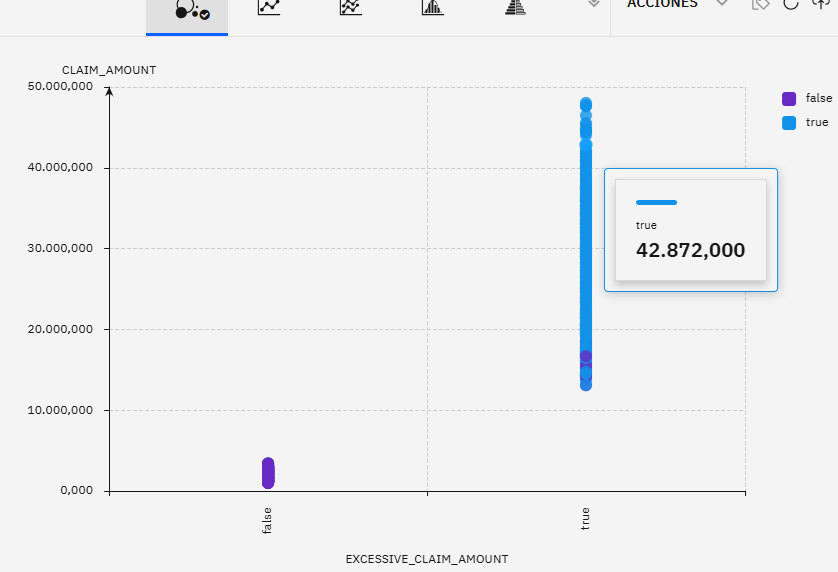 ACCIONES
CLAIM_AMOUNT
50.000,000
40.000,000
30.000,000
20.000,000
10.000,000
0,000
false
true
true
42.872,000
false
true
EXCESSIVE_CLAIM_AMOUNT